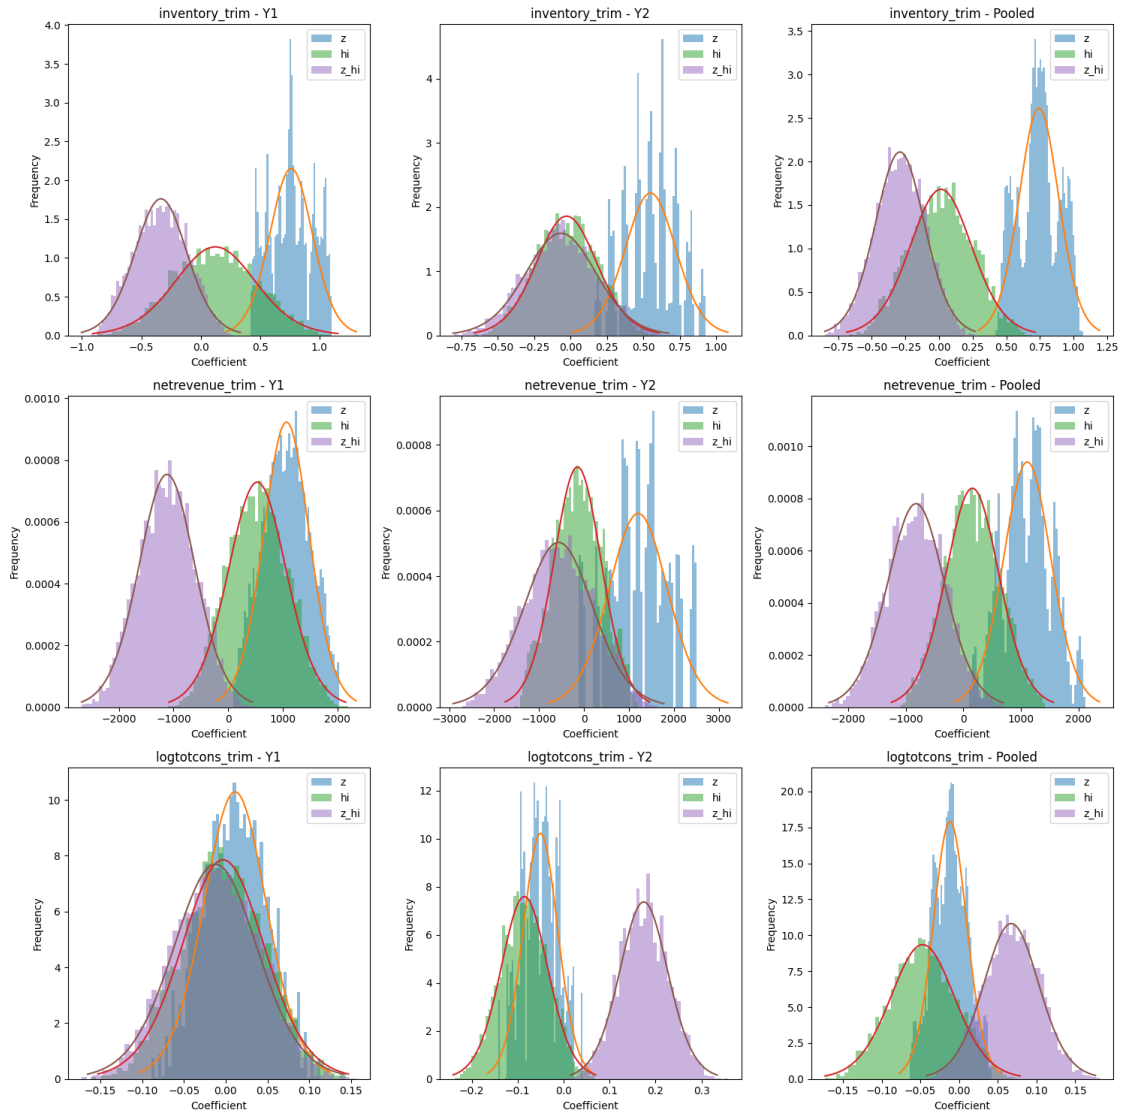 inventory_trim - Y1
4.0
3.5
3.0
2.5
2.0
1.5
1.0
0.5
0.0
Frequency
z
hi
z_hi
−1.0
−0.5
0.0
0.5
1.0
Coefficient
inventory_trim - Y2
4
3
2
1
0
Frequency
z
hi
z_hi
−0.75
−0.50
−0.25
0.00
0.25
0.50
0.75
1.00
Coefficient
inventory_trim - Pooled
3.5
3.0
2.5
2.0
1.5
1.0
0.5
0.0
Frequency
z
hi
z_hi
−0.75
−0.50
−0.25
0.00
0.25
0.50
0.75
1.00
1.25
Coefficient
netrevenue_trim - Y1
0.0010
0.0008
0.0006
0.0004
0.0002
0.0000
Frequency
z
hi
z_hi
−2000
−1000
0
1000
2000
Coefficient
netrevenue_trim - Y2
0.0008
0.0006
0.0004
0.0002
0.0000
Frequency
z
hi
z_hi
−3000
−2000
−1000
0
1000
2000
3000
Coefficient
netrevenue_trim - Pooled
0.0010
0.0008
0.0006
0.0004
0.0002
0.0000
Frequency
z
hi
z_hi
−2000
−1000
0
1000
2000
Coefficient
logtotcons_trim - Y1
10
8
6
4
2
0
Frequency
z
hi
z_hi
−0.15
−0.10
−0.05
0.00
0.05
0.10
0.15
Coefficient
logtotcons_trim - Y2
12
10
8
6
4
2
0
Frequency
z
hi
z_hi
−0.2
−0.1
0.0
0.1
0.2
0.3
Coefficient
logtotcons_trim - Pooled
20.0
17.5
15.0
12.5
10.0
7.5
5.0
2.5
0.0
Frequency
z
hi
z_hi
−0.15
−0.10
−0.05
0.00
0.05
0.10
0.15
Coefficient